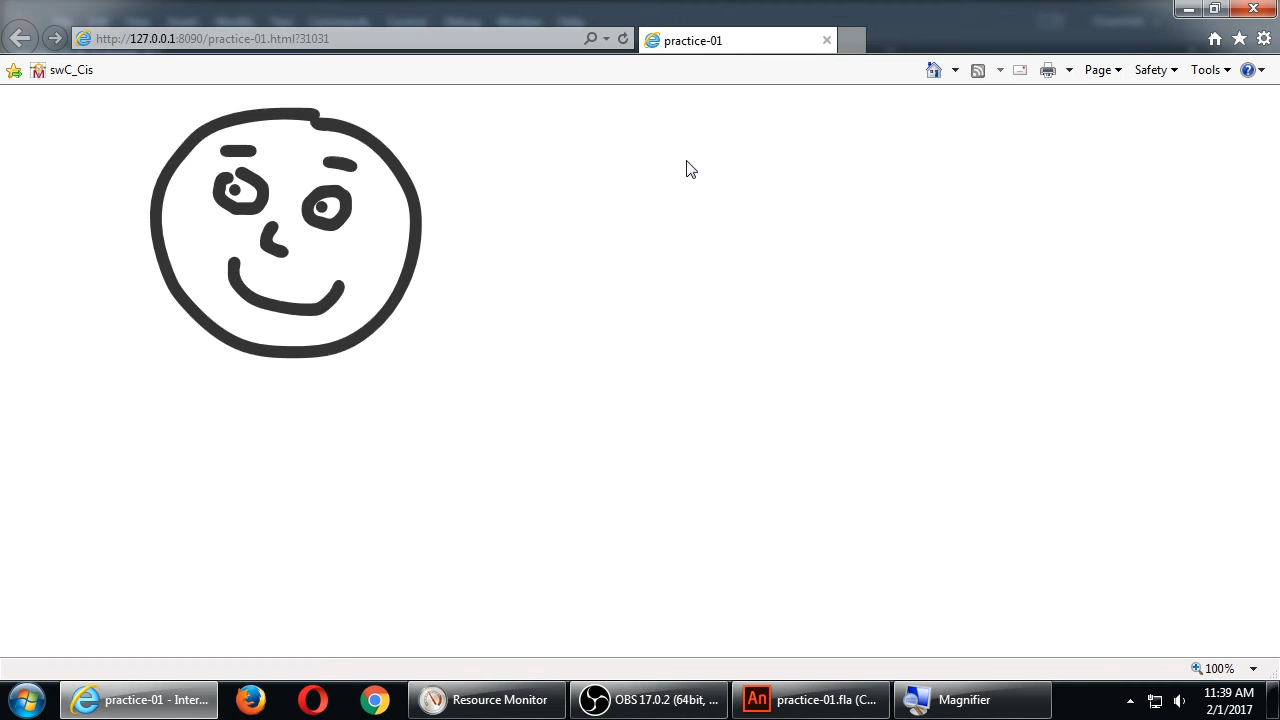 http://127.0.0.1:8090/practice-01.html?31031
practice-01
swC_Cis
Page
Safety
Tools
100%
practice-01 - Inter...
Resource Monitor
OBS 17.0.2 (64bit, ...
An
practice-01.fla (C...
Magnifier
11:39 AM
2/1/2017